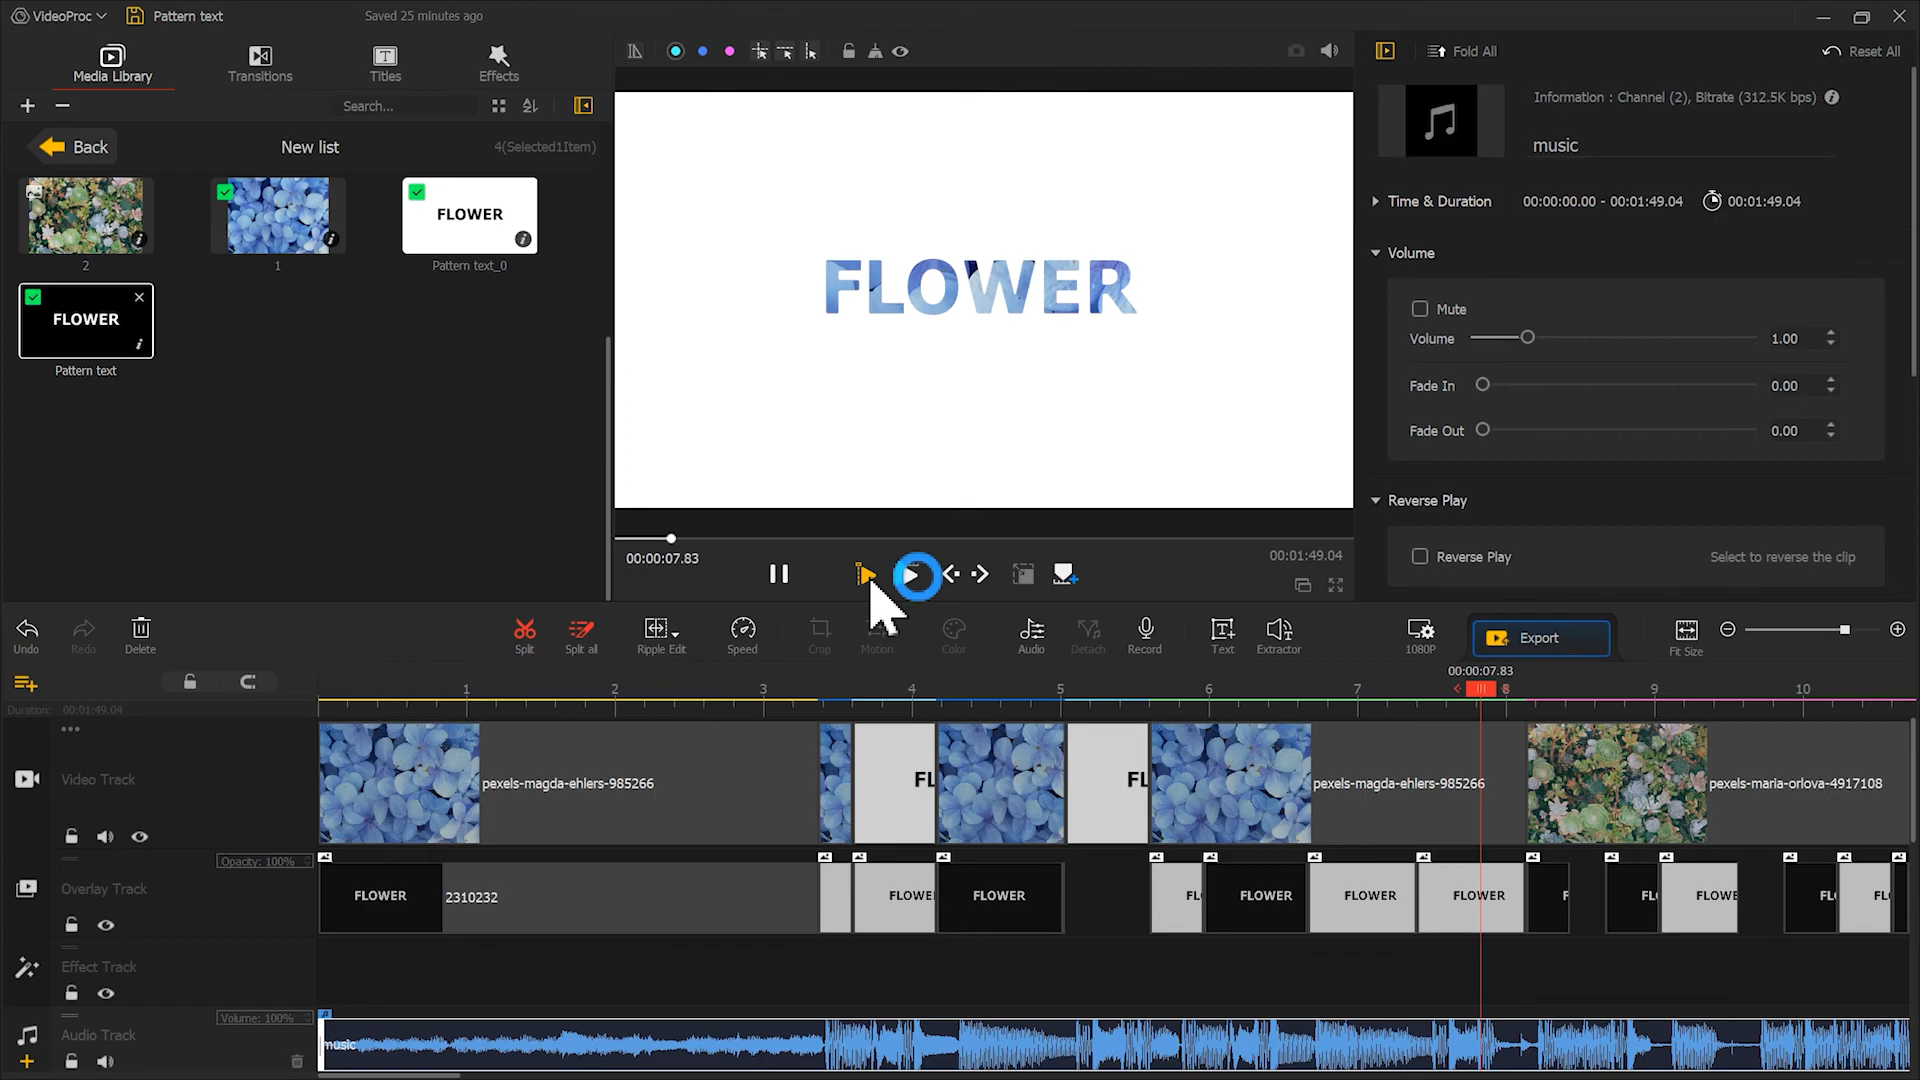 VideoProc
Pattern text
Saved 25 minutes ago
Media Library
Transitions
Titles
Effects
Fold All
Reset All
Search...
Back
New list
4(Selected1Item)
2
1
FLOWER
Pattern text_0
FLOWER
Pattern text
FLOWER
00:00:07.83
00:01:49.04
Information : Channel (2), Bitrate (312.5K bps)
music
Time & Duration
00:00:00.00 - 00:01:49.04
00:01:49.04
Volume
Mute
Volume
1.00
Fade In
0.00
Fade Out
0.00
Reverse Play
Reverse Play
Select to reverse the clip
Undo
Redo
Delete
Split
Split all
Ripple Edit
Speed
Crop
Motion
Color
Audio
Detach
Record
Text
Extractor
1080P
Export
Fit Size
00:00:07.83
1 2 3 4 5 6 7 8 9 10
Duration: 00:01:49.04
Video Track
pexels-magda-ehlers-985266
FL
FL
pexels-magda-ehlers-985266
pexels-maria-orlova-4917108
Opacity: 100%
Overlay Track
FLOWER
2310232
FLOWE
FLOWER
FL
FLOWER
FLOWER
FLOWER
F
FL
FLOWE
FL
FL
Effect Track
Volume: 100%
Audio Track
music